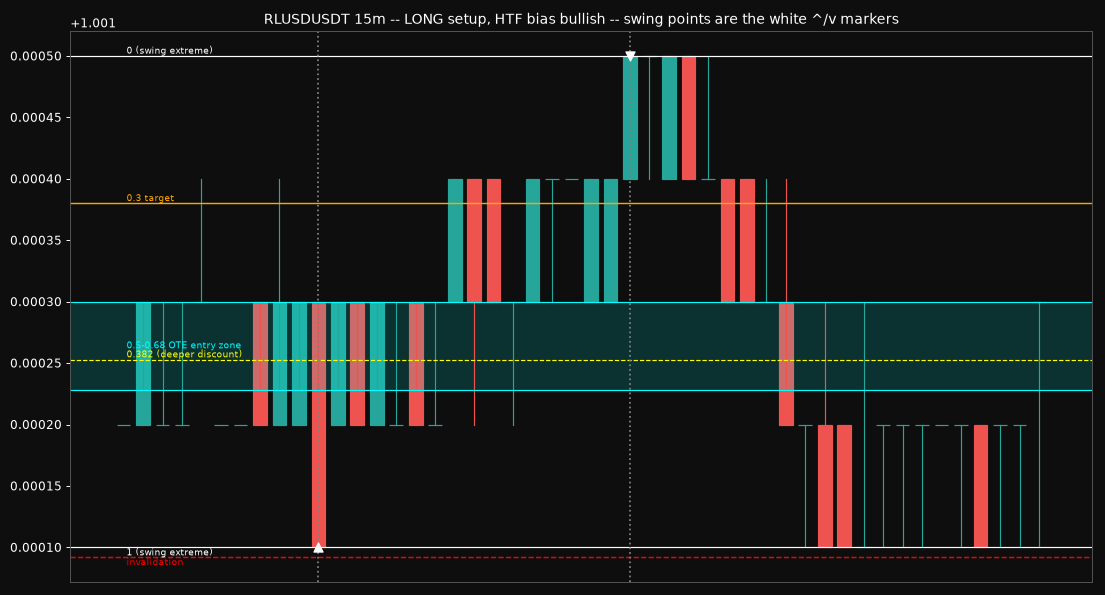 RLUSDUSDT 15m -- LONG setup, HTF bias bullish -- swing points are the white ^/v markers
+1.001
0 (swing extreme)
0.00050
0.00045
0.00040
0.3 target
0.00035
0.00030
0.5-0.68 OTE entry zone
0.382 (deeper discount)
0.00025
0.00020
0.00015
0.00010
1 (swing extreme)
invalidation